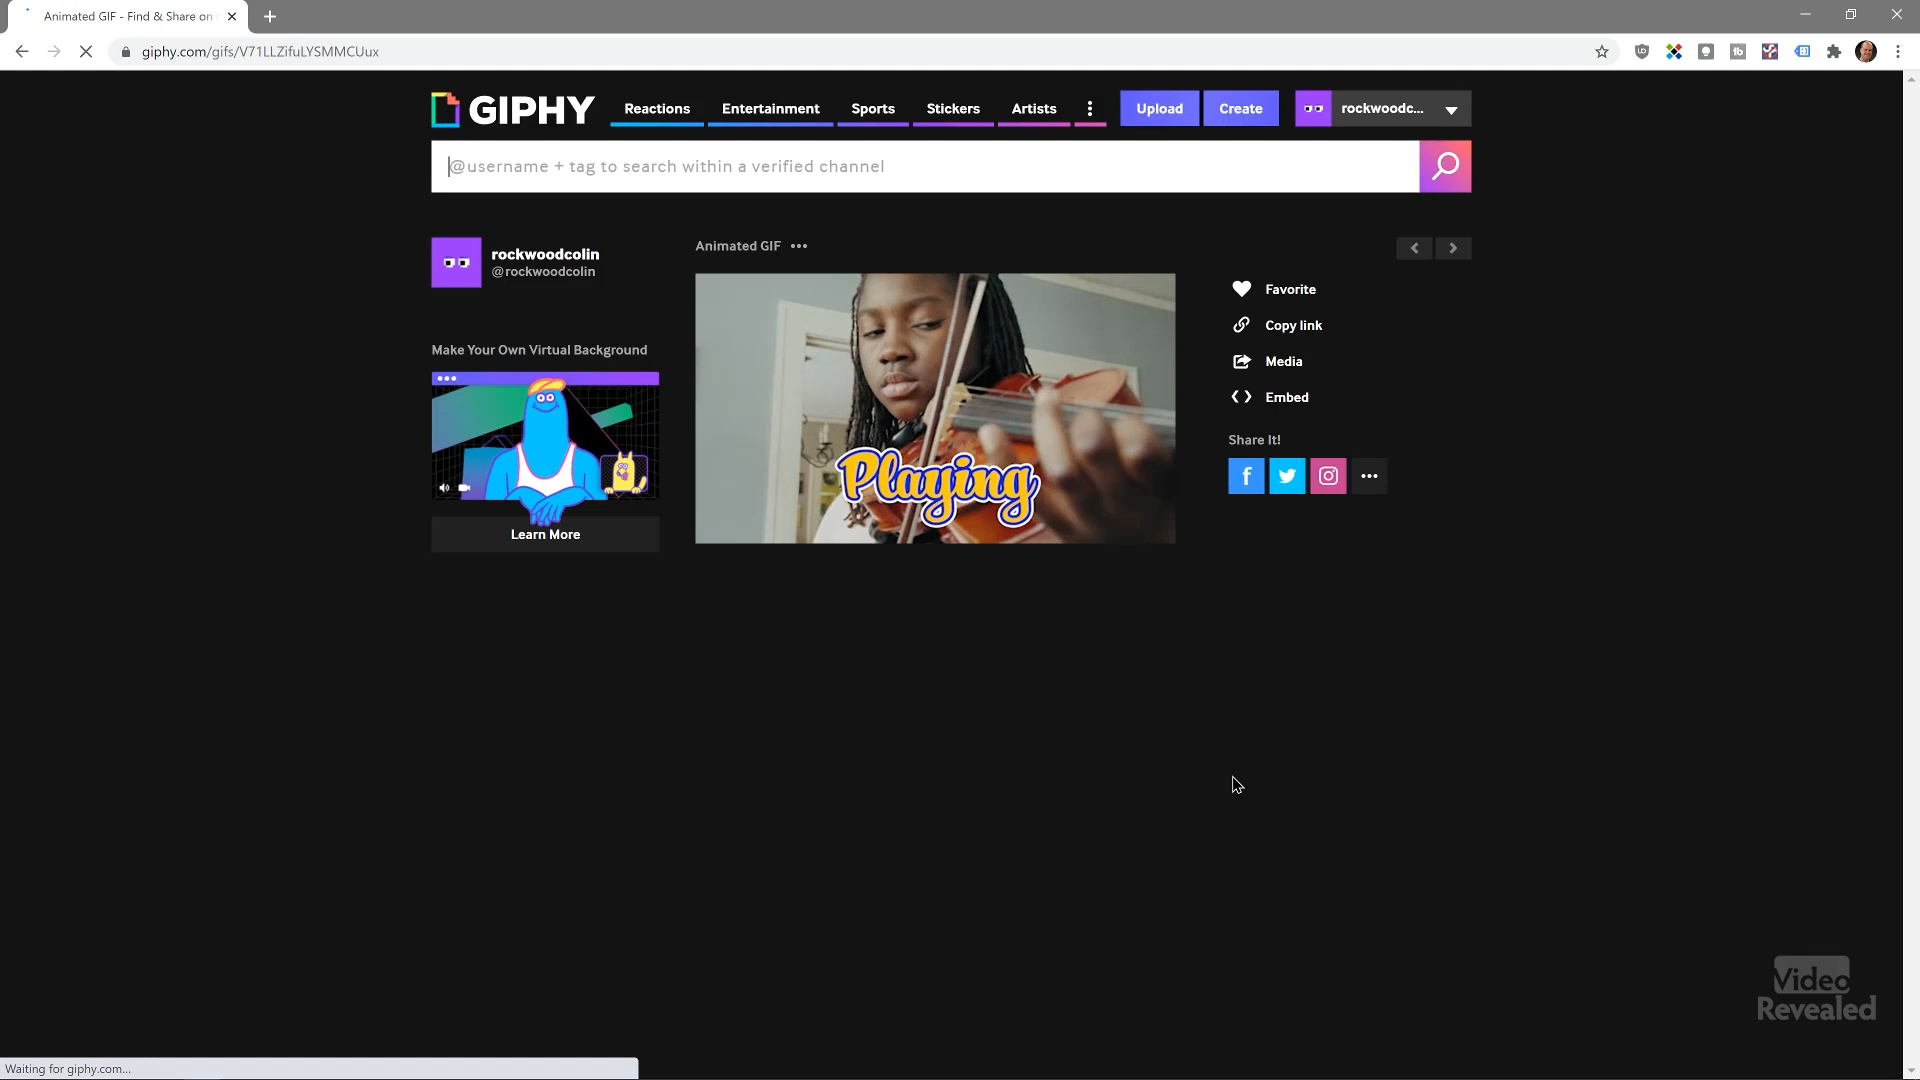 Animated GIF - Find & Share on
giphy.com/gifs/V71LLZifuLYSMMCUux
GIPHY
Reactions
Entertainment
Sports
Stickers
Artists
Upload
Create
rockwoodc...
@username + tag to search within a verified channel
rockwoodcolin
@rockwoodcolin
Animated GIF
Make Your Own Virtual Background
Learn More
Playing
Favorite
Copy link
Media
Embed
Share It!
Video
Revealed
Waiting for giphy.com...